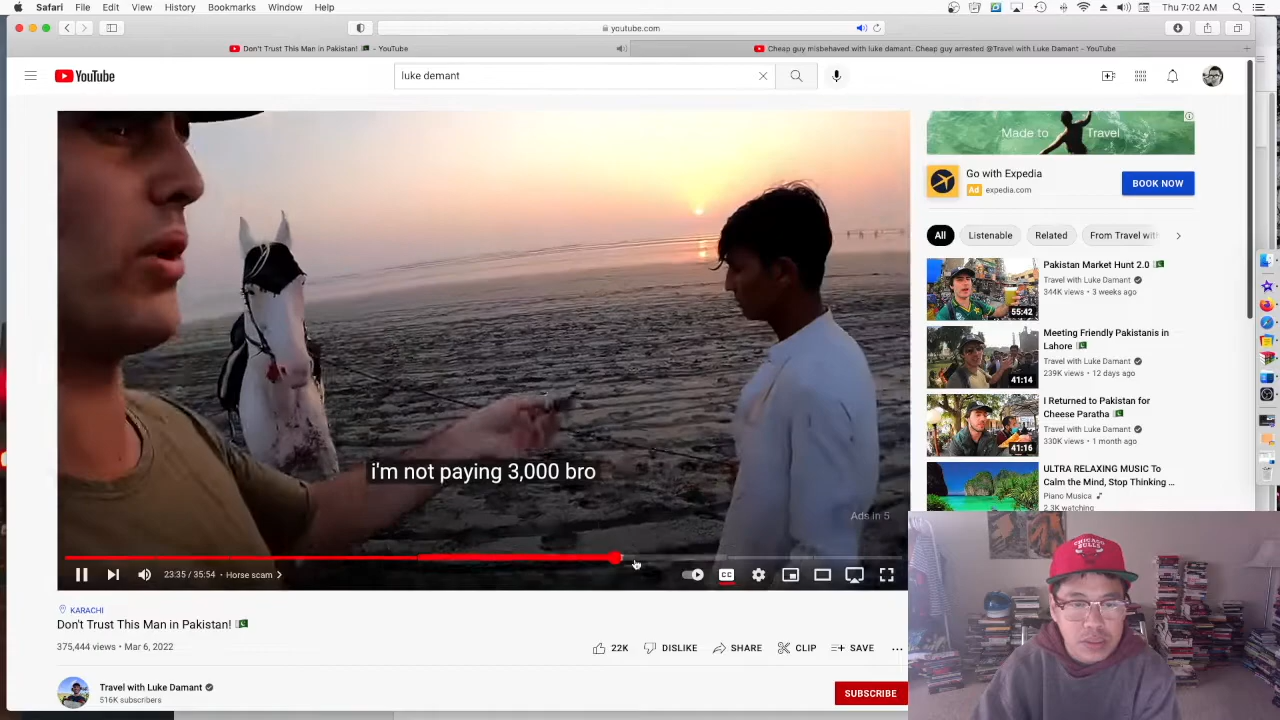 Safari File Edit View History Bookmarks Window Help
Thu 7:02 AM
youtube.com
Don't Trust This Man in Pakistan! 🇵🇰 - YouTube
Cheap guy misbehaved with luke demant. Cheap guy arrested @Travel with Luke Demant - YouTube
YouTube
luke demant
Made to Travel
Go with Expedia
Ad expedia.com
BOOK NOW
All Listenable Related From Travel with
Pakistan Market Hunt 2.0 🇵🇰
Travel with Luke Damant
344K views • 3 weeks ago
55:42
Meeting Friendly Pakistanis in
Lahore 🇵🇰
Travel with Luke Damant
239K views • 12 days ago
41:14
I Returned to Pakistan for
Cheese Paratha 🇵🇰
Travel with Luke Damant
330K views • 1 month ago
41:16
ULTRA RELAXING MUSIC To
Calm the Mind, Stop Thinking ...
Piano Musica
2.3K watching
i'm not paying 3,000 bro
Ads in 5
23:35 / 35:54 • Horse scam
CC
KARACHI
Don't Trust This Man in Pakistan! 🇵🇰
375,444 views • Mar 6, 2022
22K DISLIKE SHARE CLIP SAVE
Travel with Luke Damant
516K subscribers
SUBSCRIBE
CHICAGO
BULLS